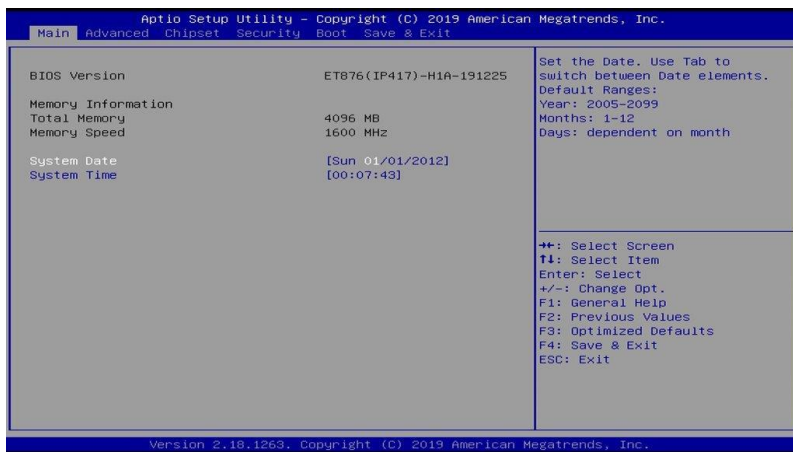 Aptio Setup Utility – Copyright (C) 2019 American Megatrends, Inc.
Main Advanced Chipset Security Boot Save & Exit
BIOS Version ET876(IP417)-H1A-191225
Memory Information
Total Memory 4096 MB
Memory Speed 1600 MHz
System Date [Sun 01/01/2012]
System Time [00:07:43]
Set the Date. Use Tab to
switch between Date elements.
Default Ranges:
Year: 2005-2099
Months: 1-12
Days: dependent on month
→←: Select Screen
↑↓: Select Item
Enter: Select
+/-: Change Opt.
F1: General Help
F2: Previous Values
F3: Optimized Defaults
F4: Save & Exit
ESC: Exit
Version 2.18.1263. Copyright (C) 2019 American Megatrends, Inc.